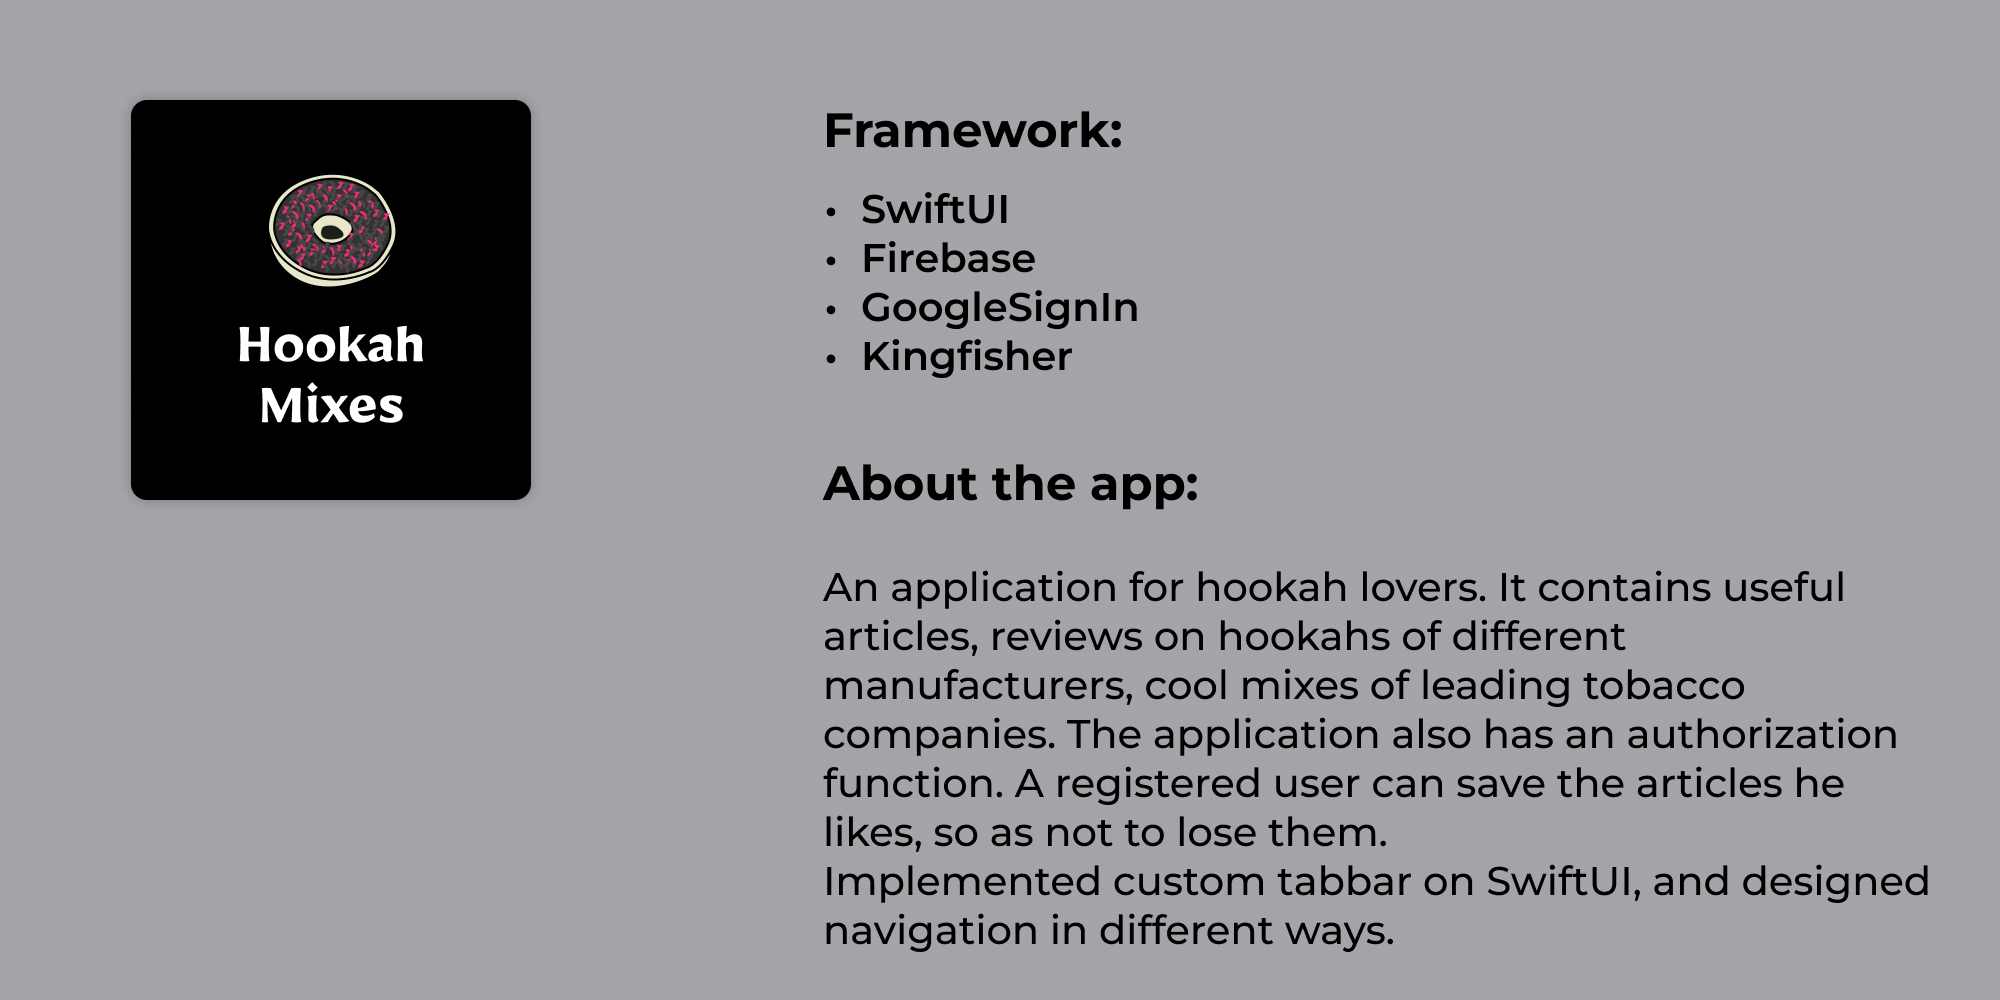 Hookah
Mixes
Framework:
• SwiftUI
• Firebase
• GoogleSignIn
• Kingfisher
About the app:
An application for hookah lovers. It contains useful
articles, reviews on hookahs of different
manufacturers, cool mixes of leading tobacco
companies. The application also has an authorization
function. A registered user can save the articles he
likes, so as not to lose them.
Implemented custom tabbar on SwiftUI, and designed
navigation in different ways.